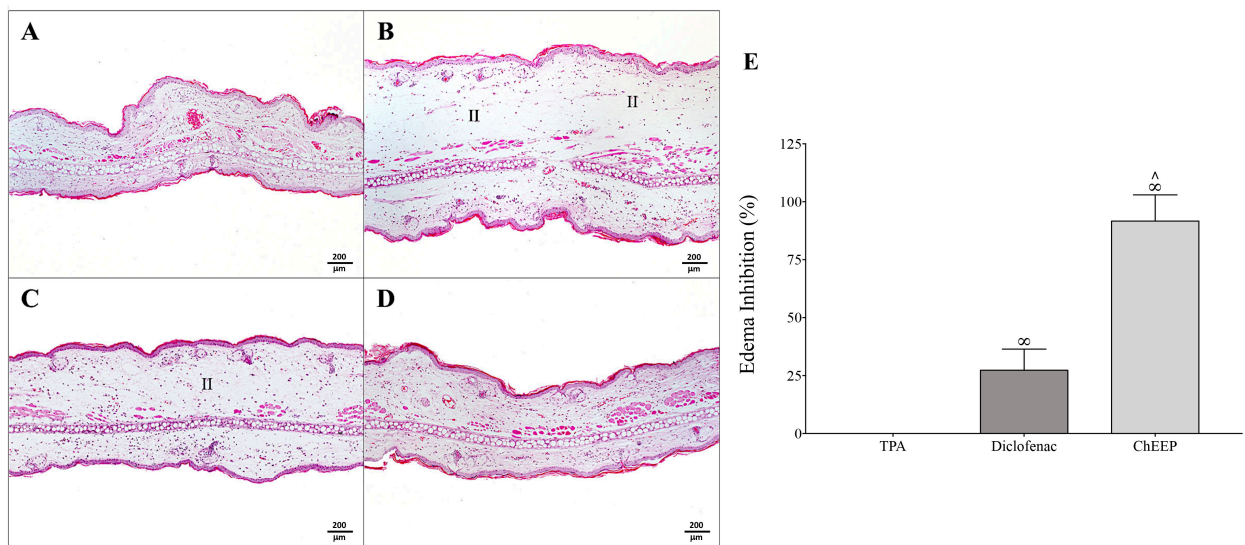 A
B
II
II
200
μm
200
μm
C
II
D
200
μm
200
μm
E
Edema Inhibition (%)
125
100
75
50
25
0
∞
^
∞
TPA
Diclofenac
ChEEP